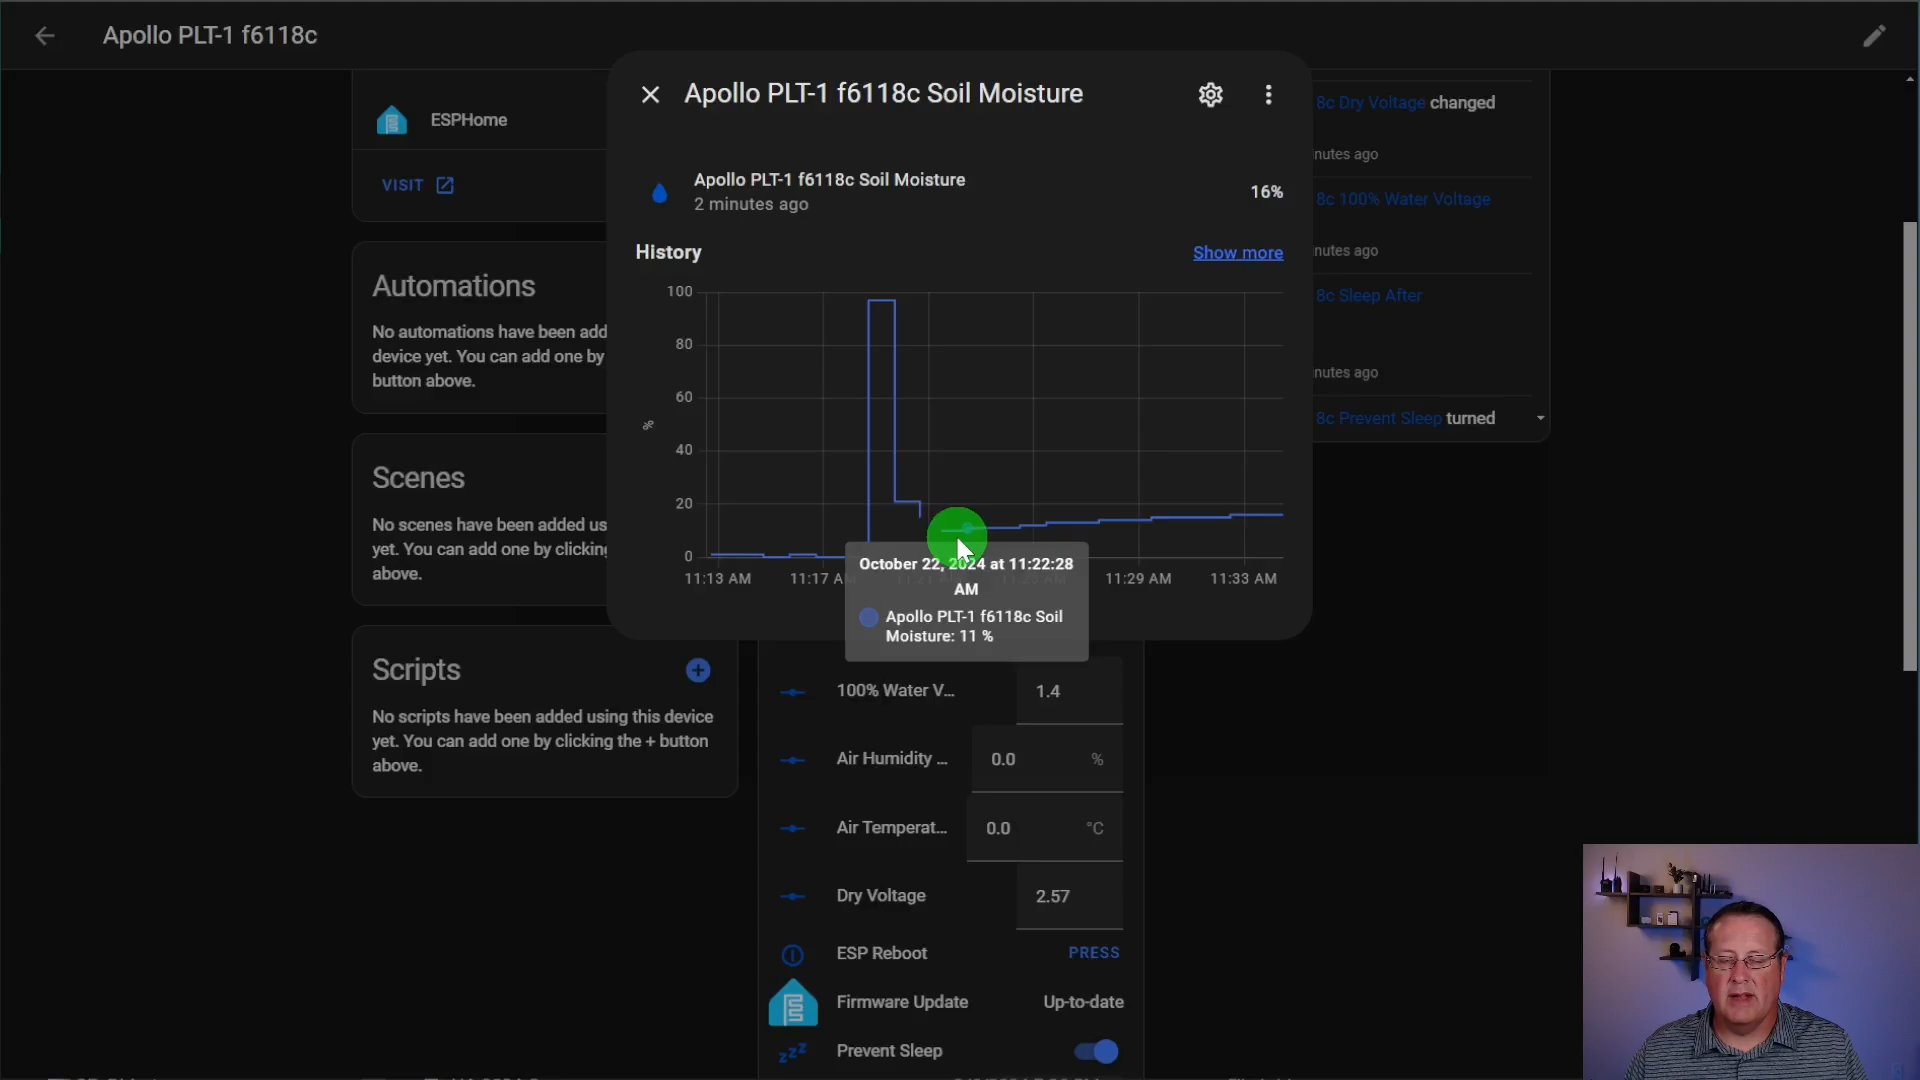 Apollo PLT-1 f6118c
ESPHome
VISIT
Automations
No automations have been add
device yet. You can add one by
button above.
Scenes
No scenes have been added us
yet. You can add one by clicking
above.
Scripts
No scripts have been added using this device
yet. You can add one by clicking the + button
above.
Apollo PLT-1 f6118c Soil Moisture
Apollo PLT-1 f6118c Soil Moisture
2 minutes ago
16%
History
Show more
100
80
60
40
20
0
%
11:13 AM
11:17 AM
11:29 AM
11:33 AM
October 22, 2024 at 11:22:28
AM
Apollo PLT-1 f6118c Soil
Moisture: 11 %
8c Dry Voltage changed
nutes ago
8c 100% Water Voltage
nutes ago
8c Sleep After
nutes ago
8c Prevent Sleep turned
100% Water V...
1.4
Air Humidity ...
0.0
%
Air Temperat...
0.0
°C
Dry Voltage
2.57
ESP Reboot
PRESS
Firmware Update
Up-to-date
zzz
Prevent Sleep